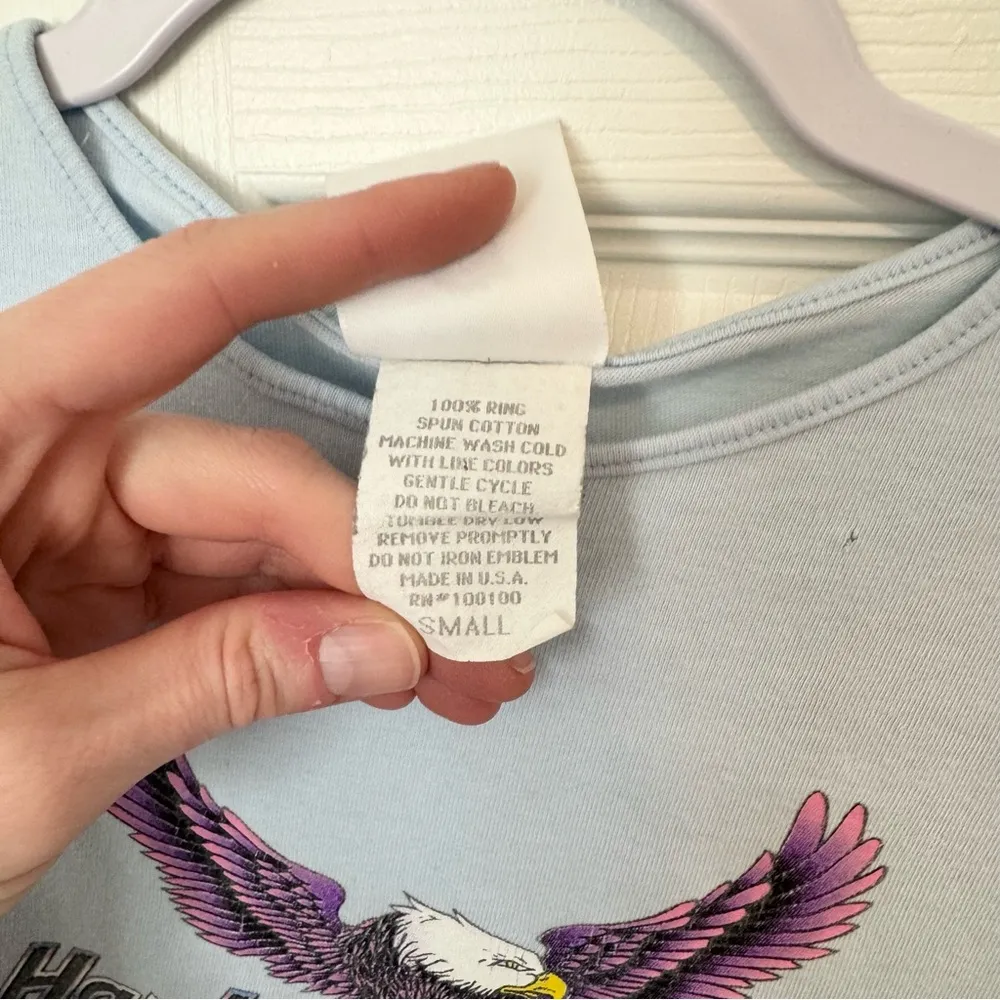 100% RING
SPUN COTTON
MACHINE WASH COLD
WITH LIKE COLORS
GENTLE CYCLE
DO NOT BLEACH
TUMBLE DRY LOW
REMOVE PROMPTLY
DO NOT IRON EMBLEM
MADE IN U.S.A.
RN#100100
SMALL
Harl